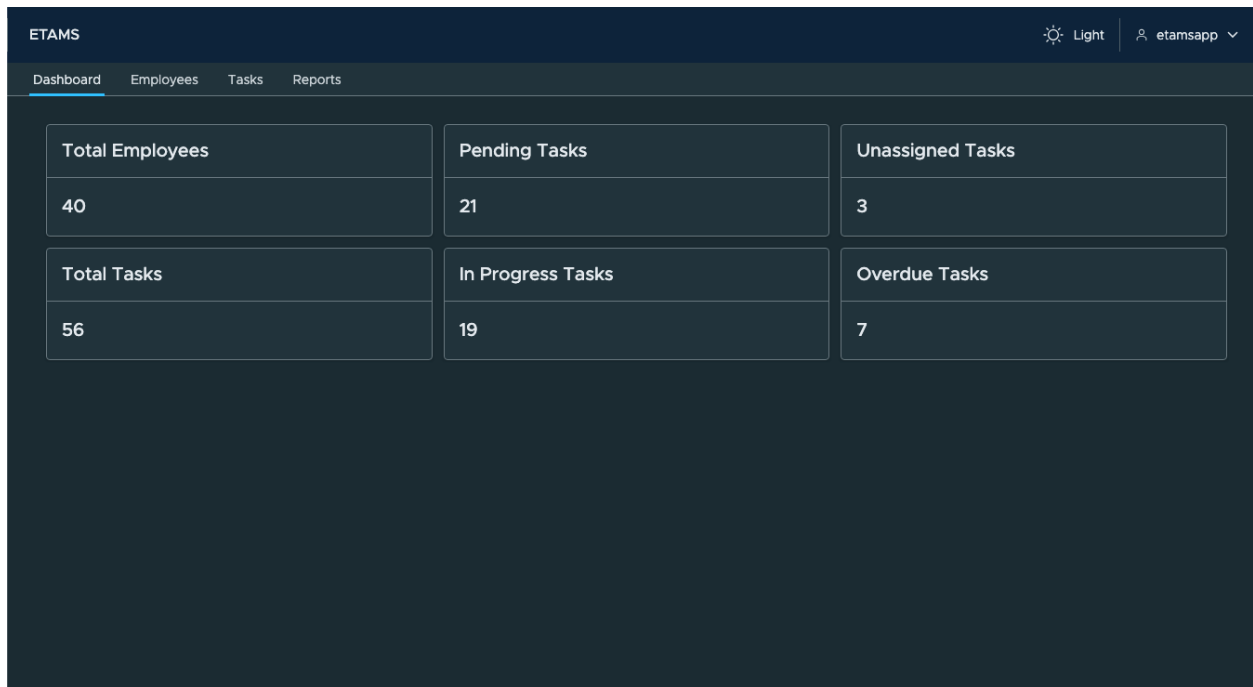 ETAMS
Light
etamsapp
Dashboard Employees Tasks Reports
Total Employees
40
Pending Tasks
21
Unassigned Tasks
3
Total Tasks
56
In Progress Tasks
19
Overdue Tasks
7